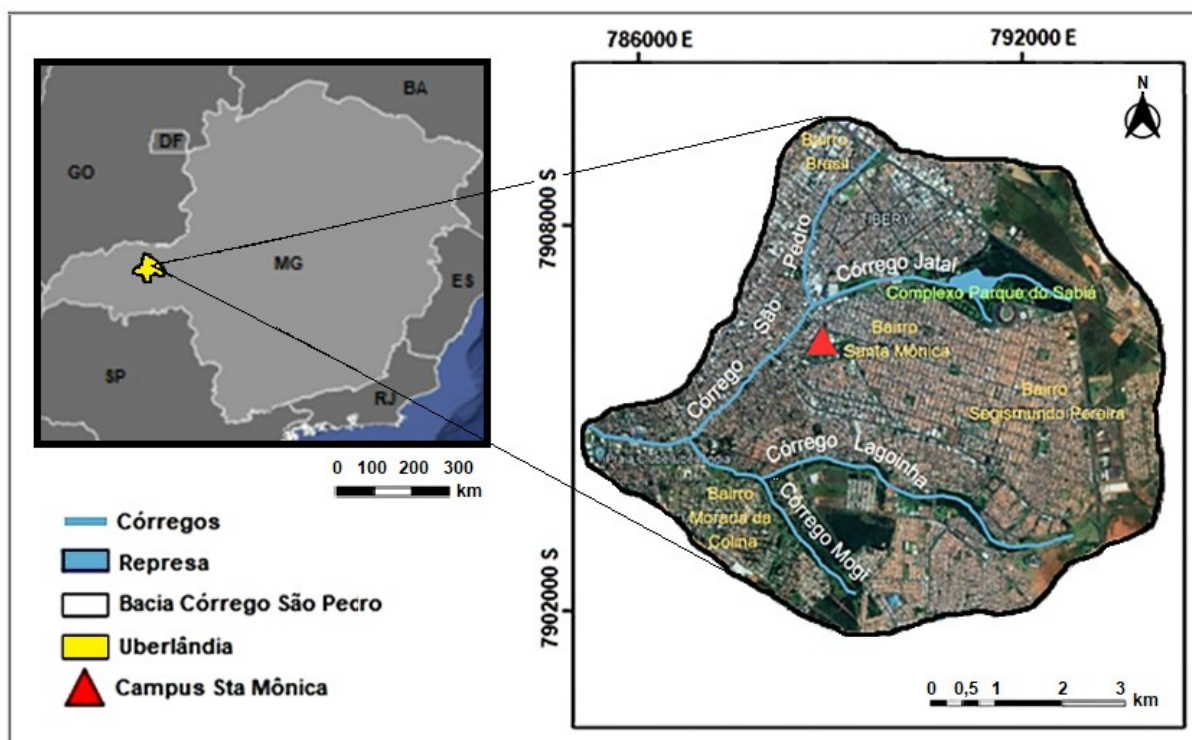 786000 E
792000 E
BA
DF
GO
MG
ES
SP
RJ
0 100 200 300
km
Córregos
Represa
Bacia Córrego São Pedro
Uberlândia
Campus Sta Mônica
7908000 S
7902000 S
N
Bairro
Brasil
TIBERY
Córrego São Pedro
Córrego Jataí
Complexo Parque do Sabiá
Bairro
Santa Mônica
Bairro
Segismundo Pereira
Córrego Lagoinha
Bairro
Morada da
Colina
Córrego Mogi
0 0,5 1 2 3
km